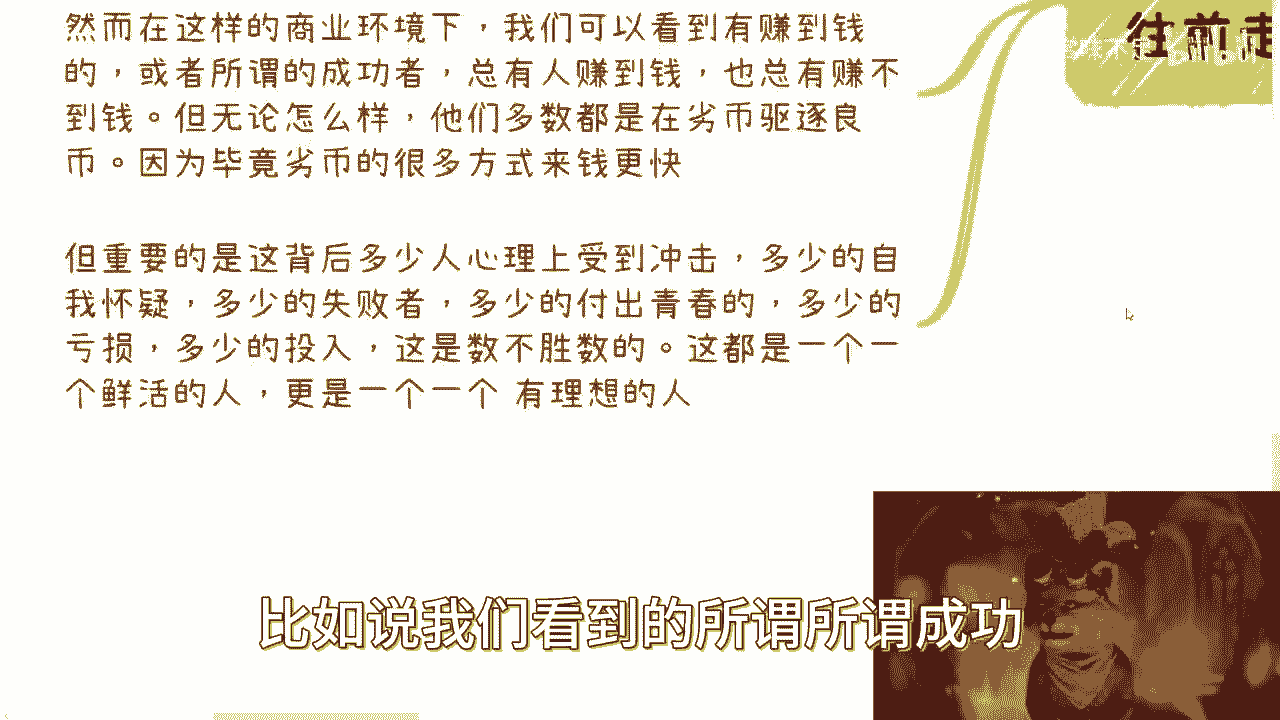 然而在这样的商业环境下，我们可以看到有赚到钱
的，或者所谓的成功者，总有人赚到钱，也总有赚不
到钱。但无论怎么样，他们多数都是在劣币驱逐良
币。因为毕竟劣币的很多方式来钱更快
往前走
但重要的是这背后多少人心理上受到冲击，多少的自
我怀疑，多少的失败者，多少的付出青春的，多少的
亏损，多少的投入，这是数不胜数的。这都是一个一
个鲜活的人，更是一个一个 有理想的人
比如说我们看到的所谓所谓成功